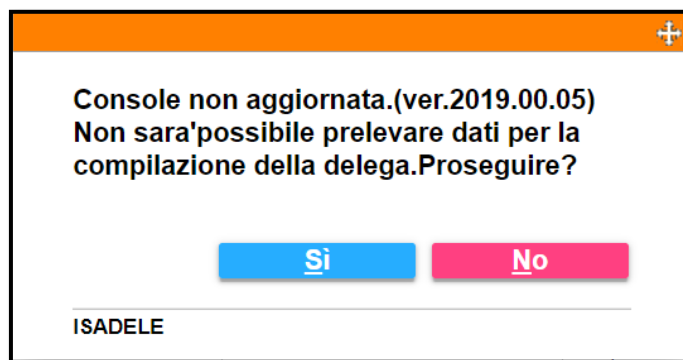 Console non aggiornata.(ver.2019.00.05)
Non sara'possibile prelevare dati per la
compilazione della delega.Proseguire?
Sì
No
ISADELE